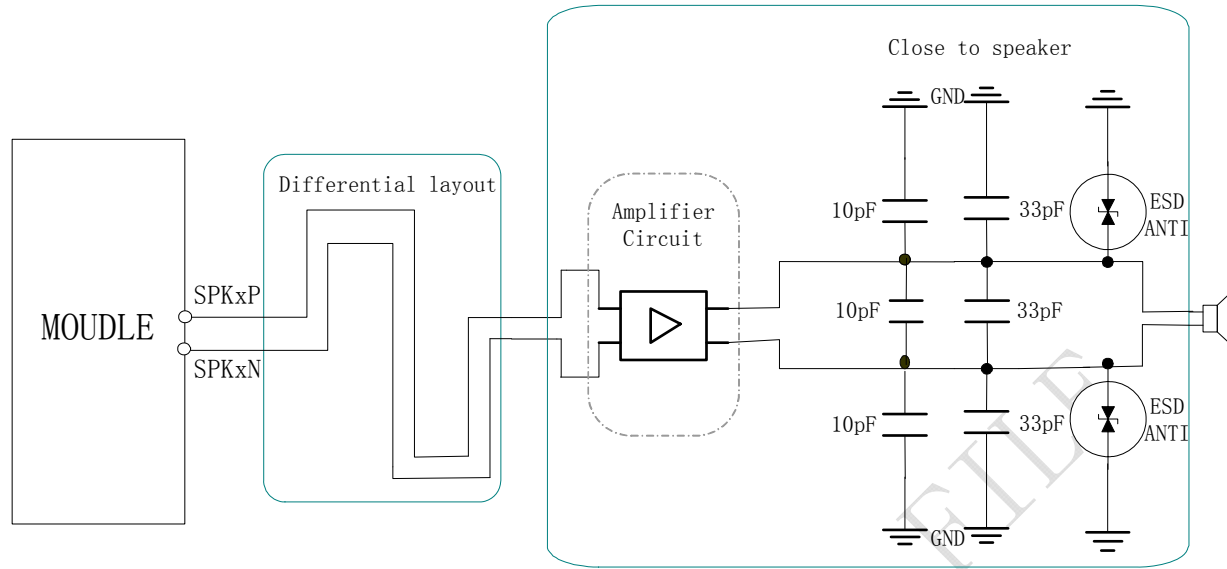 Close to speaker
GND
Differential layout
Amplifier
Circuit
10pF
33pF
ESD
ANTI
SPKxP
MOUDLE
10pF
33pF
SPKxN
10pF
33pF
ESD
ANTI
GND
FILE